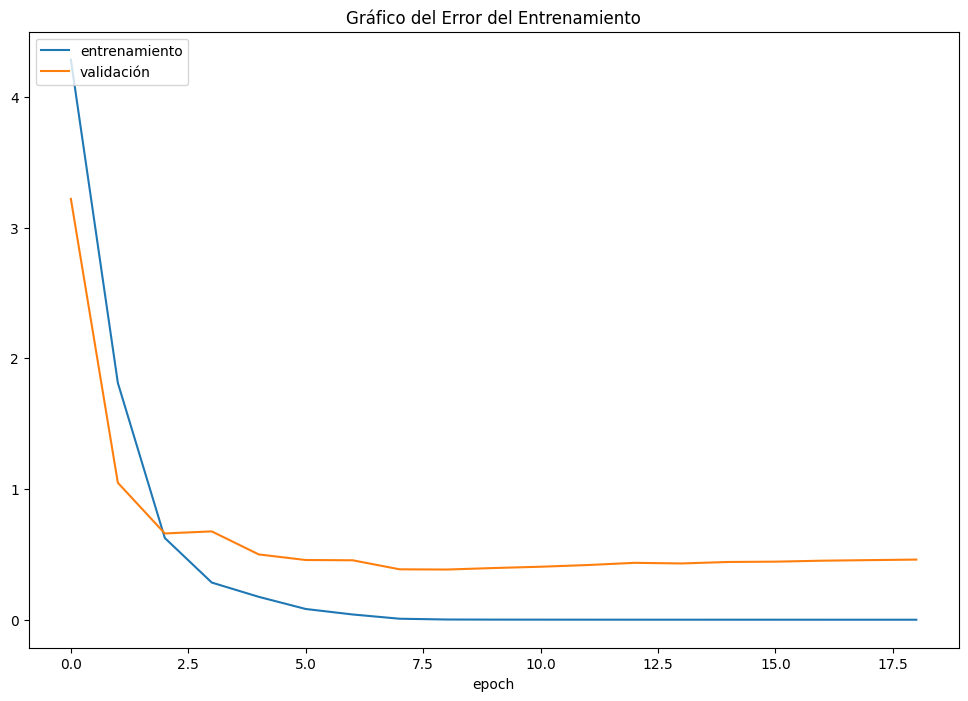 Gráfico del Error del Entrenamiento
entrenamiento
validación
4
3
2
1
0
0.0 2.5 5.0 7.5 10.0 12.5 15.0 17.5
epoch